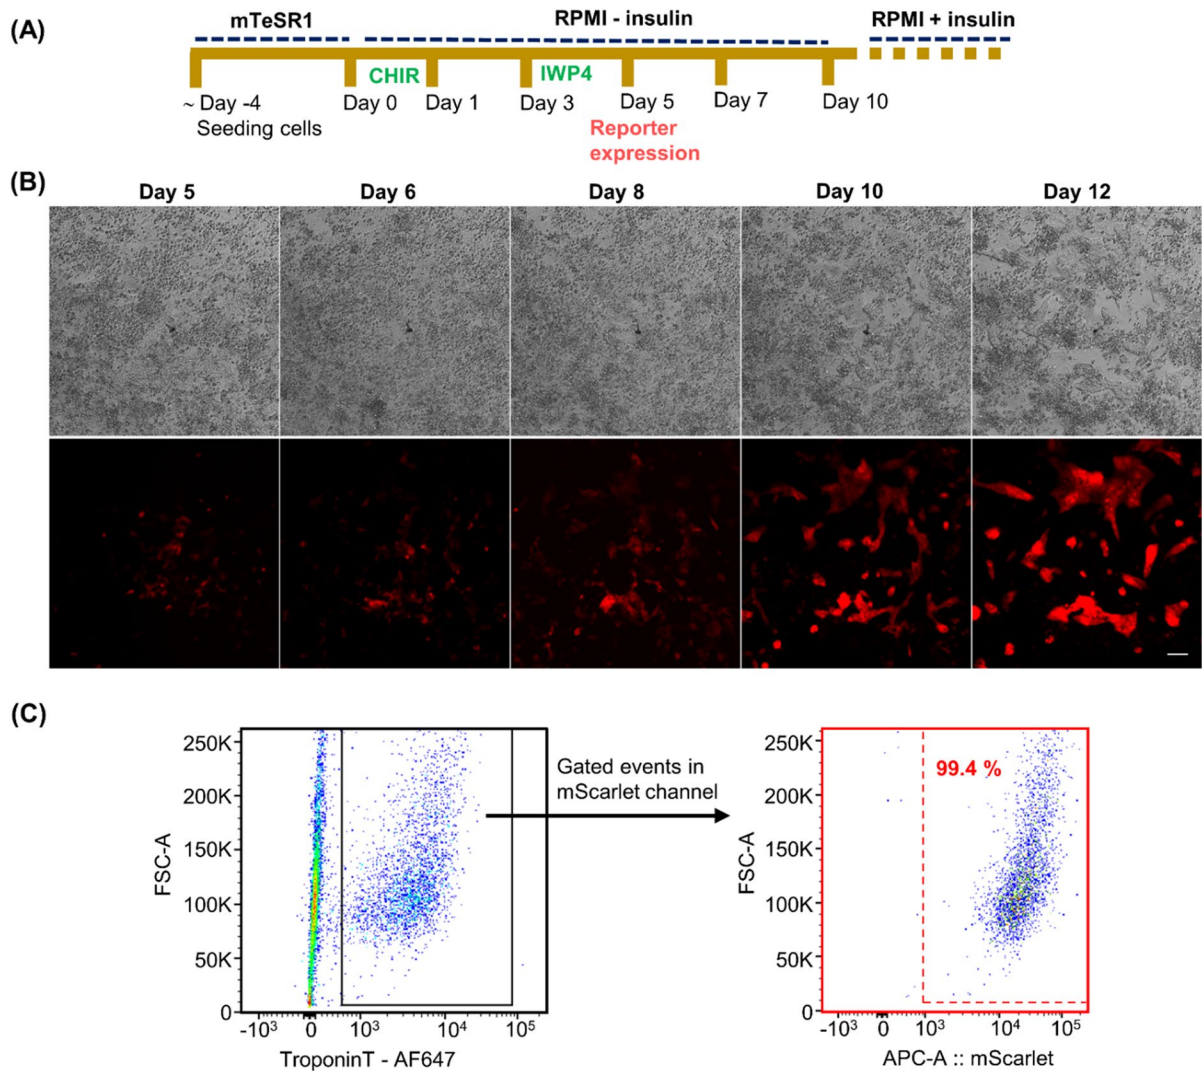 (A)
mTeSR1 RPMI - insulin RPMI + insulin
CHIR IWP4
~ Day -4 Day 0 Day 1 Day 3 Day 5 Day 7 Day 10
Seeding cells Reporter
expression
(B)
Day 5 Day 6 Day 8 Day 10 Day 12
(C)
250K
200K
150K
100K
50K
0
FSC-A
-10³ 0 10³ 10⁴ 10⁵
TroponinT - AF647
Gated events in
mScarlet channel
99.4 %
250K
200K
150K
100K
50K
0
FSC-A
-10³ 0 10³ 10⁴ 10⁵
APC-A :: mScarlet